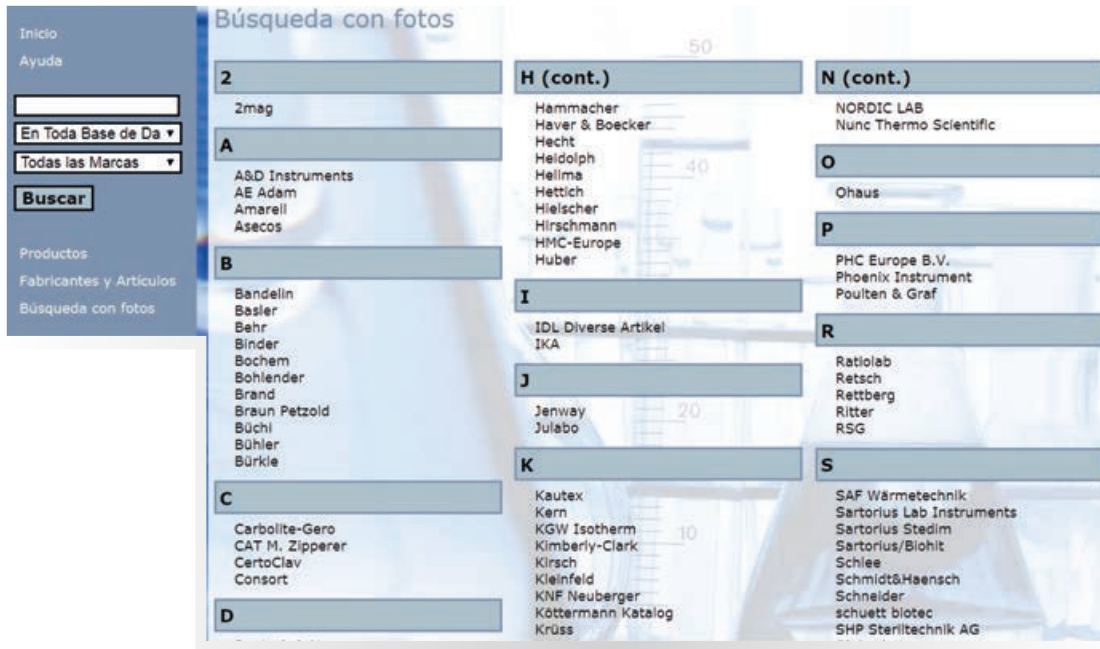 Inicio
Ayuda
En Toda Base de Da
Todas las Marcas
Buscar
Productos
Fabricantes y Artículos
Búsqueda con fotos
Búsqueda con fotos
2
2mag
A
A&D Instruments
AE Adam
Amarell
Asecos
B
Bandelin
Basler
Behr
Binder
Bochem
Bohlender
Brand
Braun Petzold
Büchi
Bühler
Bürkle
C
Carbolite-Gero
CAT M. Zipperer
CertoClav
Consort
D
H (cont.)
Hammacher
Haver & Boecker
Hecht
Heidolph
Hellma
Hettich
Hielscher
Hirschmann
HMC-Europe
Huber
I
IDL Diverse Artikel
IKA
J
Jenway
Julabo
K
Kautex
Kern
KGW Isotherm
Kimberly-Clark
Kirsch
Kleinfeld
KNF Neuberger
Köttermann Katalog
Krüss
N (cont.)
NORDIC LAB
Nunc Thermo Scientific
O
Ohaus
P
PHC Europe B.V.
Phoenix Instrument
Poulten & Graf
R
Ratiolab
Retsch
Rettberg
Ritter
RSG
S
SAF Wärmetechnik
Sartorius Lab Instruments
Sartorius Stedim
Sartorius/Biohit
Schlee
Schmidt&Haensch
Schneider
schuett biotec
SHP Steriltechnik AG
50
40
20
10